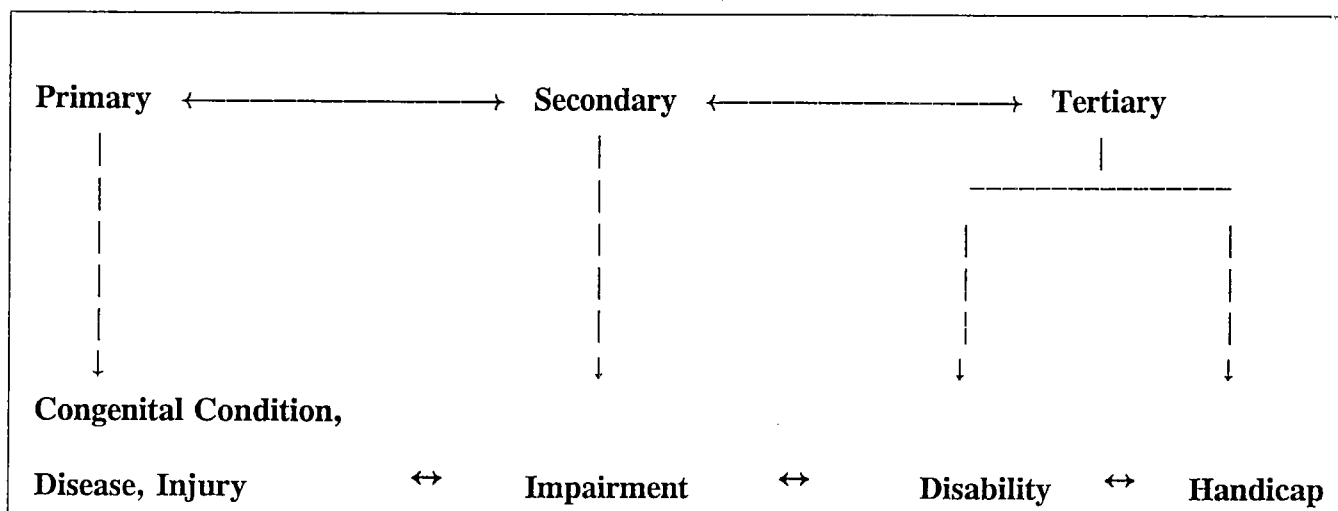 Primary ⟷ Secondary ⟷ Tertiary
Congenital Condition,
Disease, Injury ↔ Impairment ↔ Disability ↔ Handicap